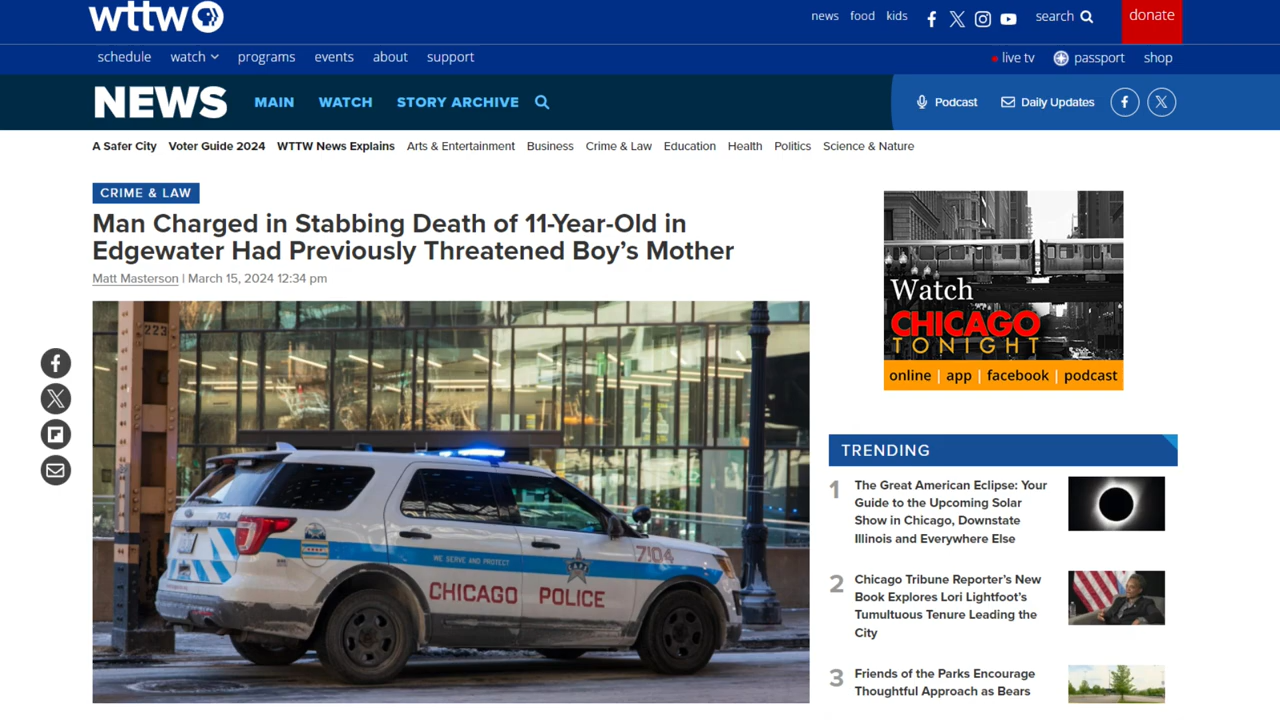 wttw
news food kids search donate
schedule watch programs events about support
live tv passport shop
NEWS MAIN WATCH STORY ARCHIVE
Podcast Daily Updates
A Safer City Voter Guide 2024 WTTW News Explains Arts & Entertainment Business Crime & Law Education Health Politics Science & Nature
CRIME & LAW
Man Charged in Stabbing Death of 11-Year-Old in
Edgewater Had Previously Threatened Boy's Mother
Matt Masterson | March 15, 2024 12:34 pm
223
7104
WE SERVE AND PROTECT
7104
CHICAGO POLICE
Watch
CHICAGO
TONIGHT
online | app | facebook | podcast
TRENDING
1
The Great American Eclipse: Your
Guide to the Upcoming Solar
Show in Chicago, Downstate
Illinois and Everywhere Else
2
Chicago Tribune Reporter's New
Book Explores Lori Lightfoot's
Tumultuous Tenure Leading the
City
3
Friends of the Parks Encourage
Thoughtful Approach as Bears